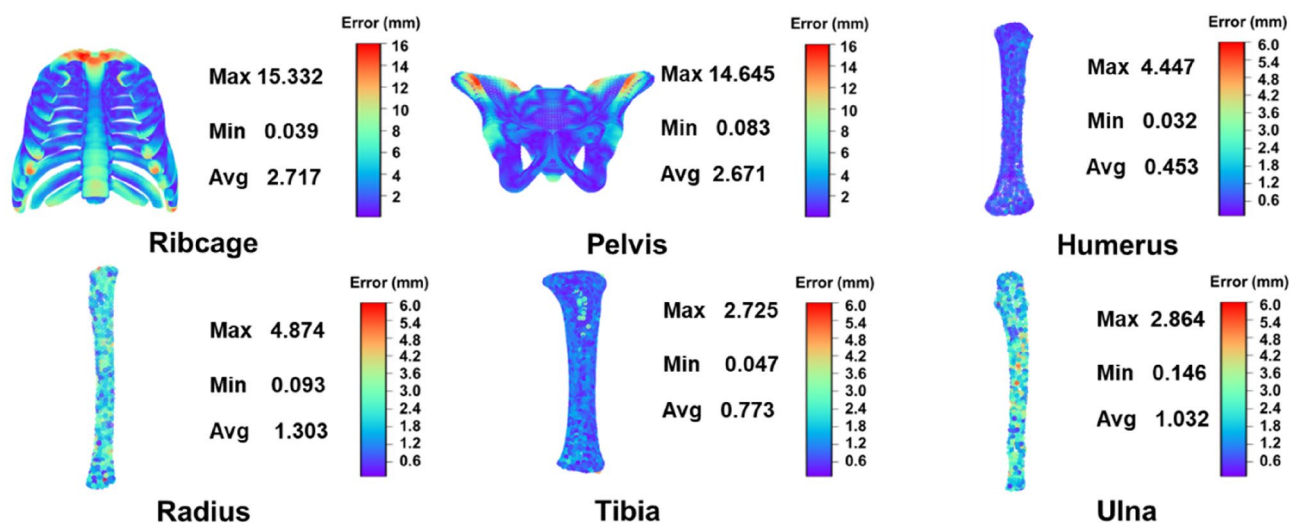 Error (mm)
16
14
12
10
8
6
4
2
Max 15.332
Min 0.039
Avg 2.717
Ribcage
Error (mm)
16
14
12
10
8
6
4
2
Max 14.645
Min 0.083
Avg 2.671
Pelvis
Error (mm)
6.0
5.4
4.8
4.2
3.6
3.0
2.4
1.8
1.2
0.6
Max 4.447
Min 0.032
Avg 0.453
Humerus
Error (mm)
6.0
5.4
4.8
4.2
3.6
3.0
2.4
1.8
1.2
0.6
Max 4.874
Min 0.093
Avg 1.303
Radius
Error (mm)
6.0
5.4
4.8
4.2
3.6
3.0
2.4
1.8
1.2
0.6
Max 2.725
Min 0.047
Avg 0.773
Tibia
Error (mm)
6.0
5.4
4.8
4.2
3.6
3.0
2.4
1.8
1.2
0.6
Max 2.864
Min 0.146
Avg 1.032
Ulna